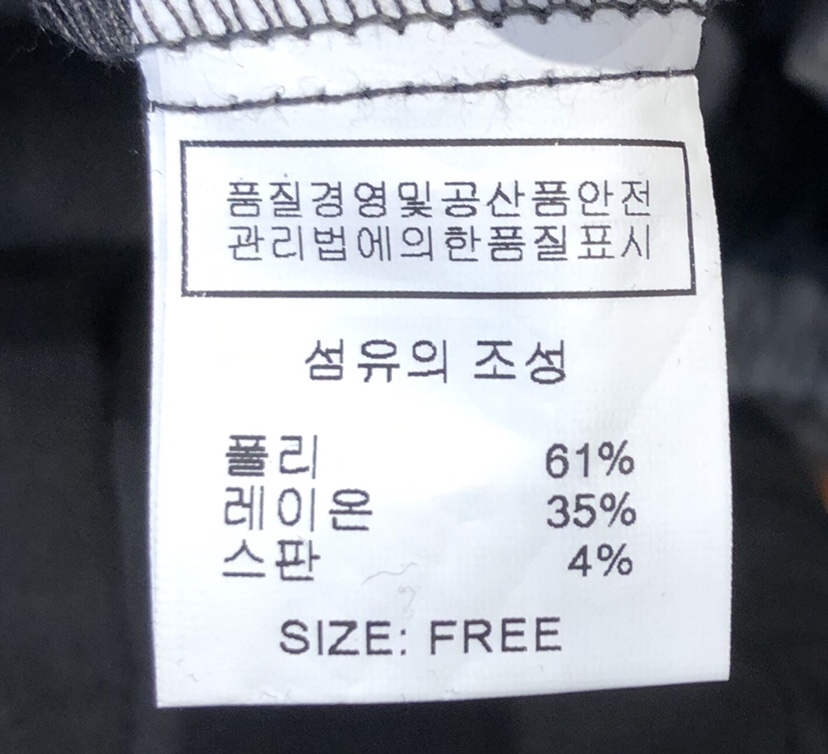 품질경영및공산품안전
관리법에의한품질표시
섬유의 조성
폴리 61%
레이온 35%
스판 4%
SIZE: FREE